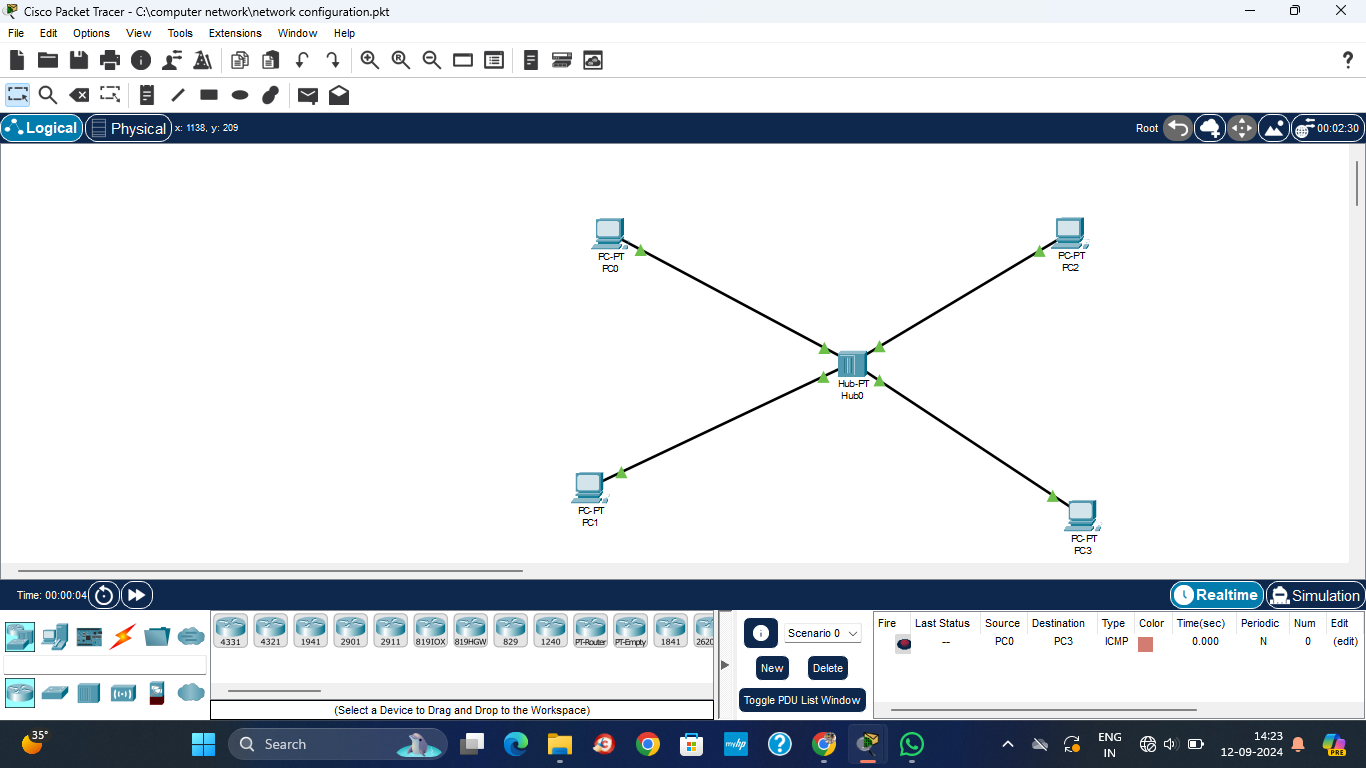 Cisco Packet Tracer - C:\computer network\network configuration.pkt
File Edit Options View Tools Extensions Window Help
?
Logical Physical x: 1138, y: 209 Root 00:02:30
PC-PT
PC0
PC-PT
PC2
Hub-PT
Hub0
PC-PT
PC1
PC-PT
PC3
Time: 00:00:04 Realtime Simulation
4331 4321 1941 2901 2911 819IOX 819HGW 829 1240 PT-Router PT-Empty 1841 2620
(Select a Device to Drag and Drop to the Workspace)
Scenario 0
New Delete
Toggle PDU List Window
Fire Last Status Source Destination Type Color Time(sec) Periodic Num Edit
-- PC0 PC3 ICMP 0.000 N 0 (edit)
35° Search myhp ? ENG
IN
14:23
12-09-2024
PRE